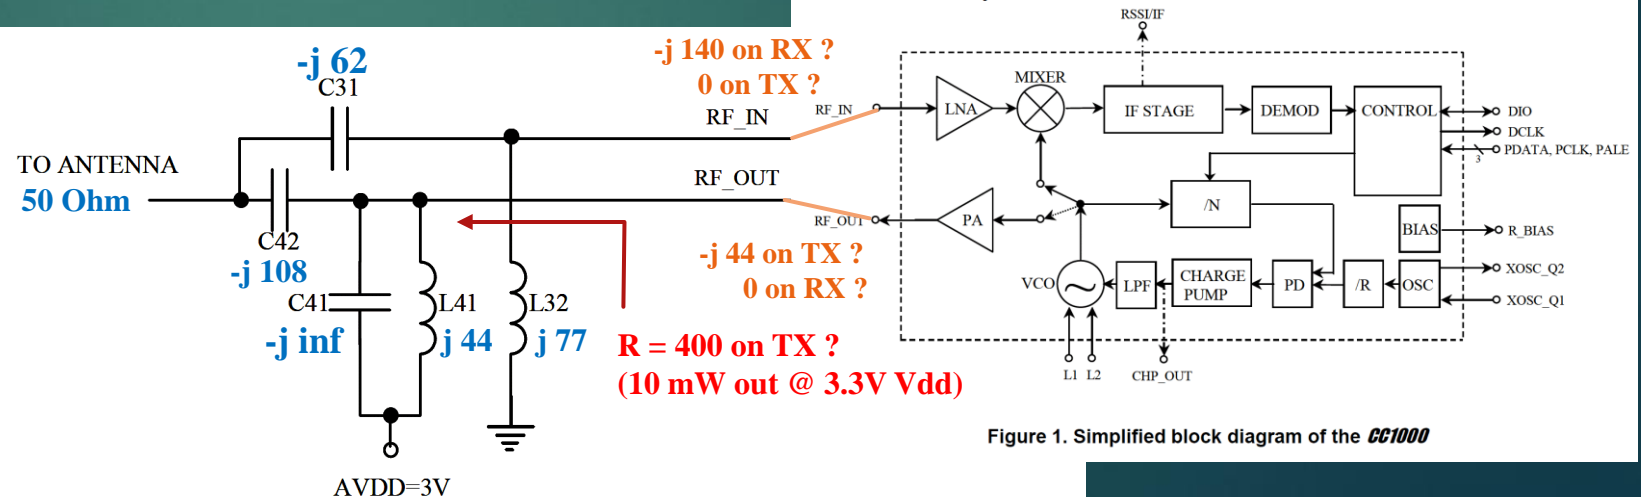 -j 62
C31
-j 140 on RX ?
0 on TX ?
RF_IN
TO ANTENNA
50 Ohm
RF_OUT
C42
-j 108
C41
-j inf
L41
j 44
L32
j 77
-j 44 on TX ?
0 on RX ?
R = 400 on TX ?
(10 mW out @ 3.3V Vdd)
AVDD=3V
RSSI/IF
MIXER
RF_IN
LNA
IF STAGE
DEMOD
CONTROL
DIO
DCLK
PDATA, PCLK, PALE
3
/N
RF_OUT
PA
BIAS
R_BIAS
VCO
LPF
CHARGE
PUMP
PD
/R
OSC
XOSC_Q2
XOSC_Q1
L1 L2
CHP_OUT
Figure 1. Simplified block diagram of the CC1000